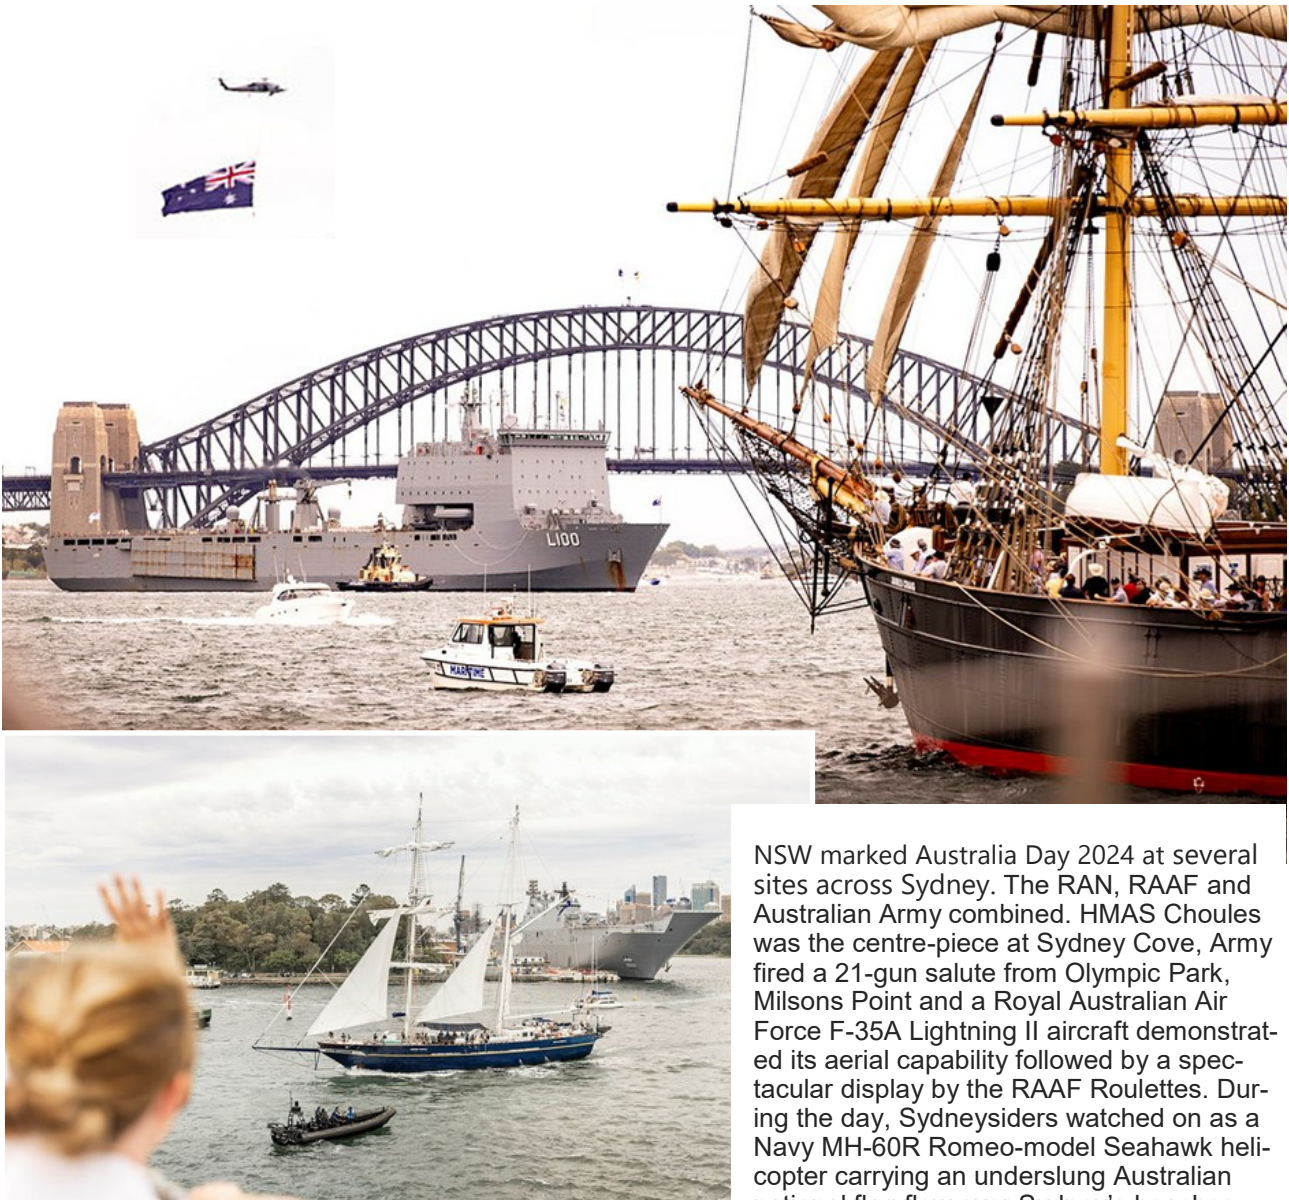 L100
MARITIME
NSW marked Australia Day 2024 at several
sites across Sydney. The RAN, RAAF and
Australian Army combined. HMAS Choules
was the centre-piece at Sydney Cove, Army
fired a 21-gun salute from Olympic Park,
Milsons Point and a Royal Australian Air
Force F-35A Lightning II aircraft demonstrat-
ed its aerial capability followed by a spec-
tacular display by the RAAF Roulettes. Dur-
ing the day, Sydneysiders watched on as a
Navy MH-60R Romeo-model Seahawk heli-
copter carrying an underslung Australian